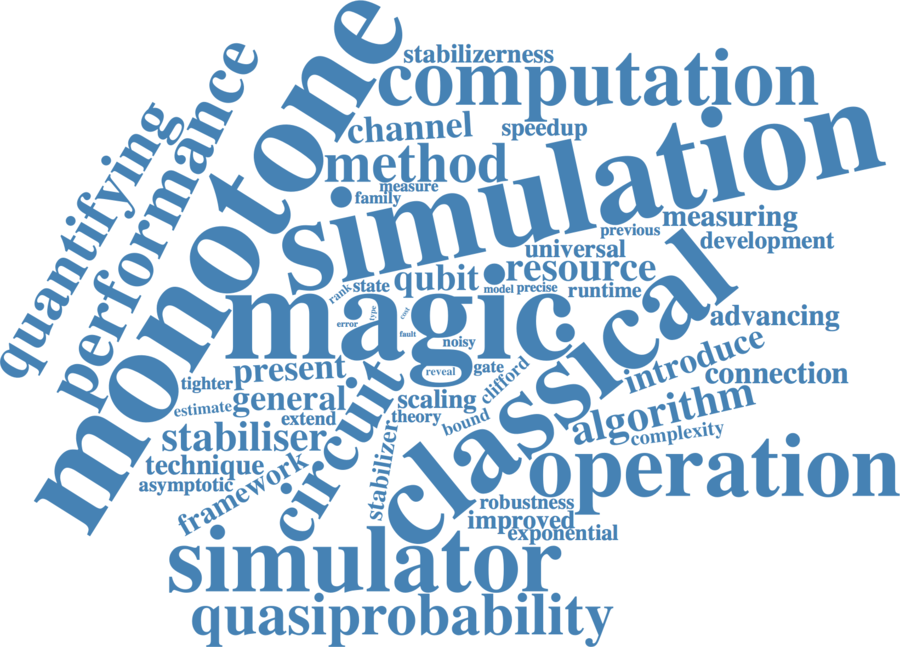 stabilizerness
computation
monotone
performance
quantifying
channel
speedup
method
measure
family
simulation
previous
measuring
universal
development
resource
rank
state
qubit
model
precise
runtime
magic
type
cost
error
fault
noisy
reveal
gate
classical
advancing
introduce
connection
present
tighter
general
estimate
extend
circuit
clifford
scaling
theory
bound
algorithm
complexity
stabiliser
technique
asymptotic
framework
stabilizer
operation
robustness
improved
exponential
simulator
quasiprobability